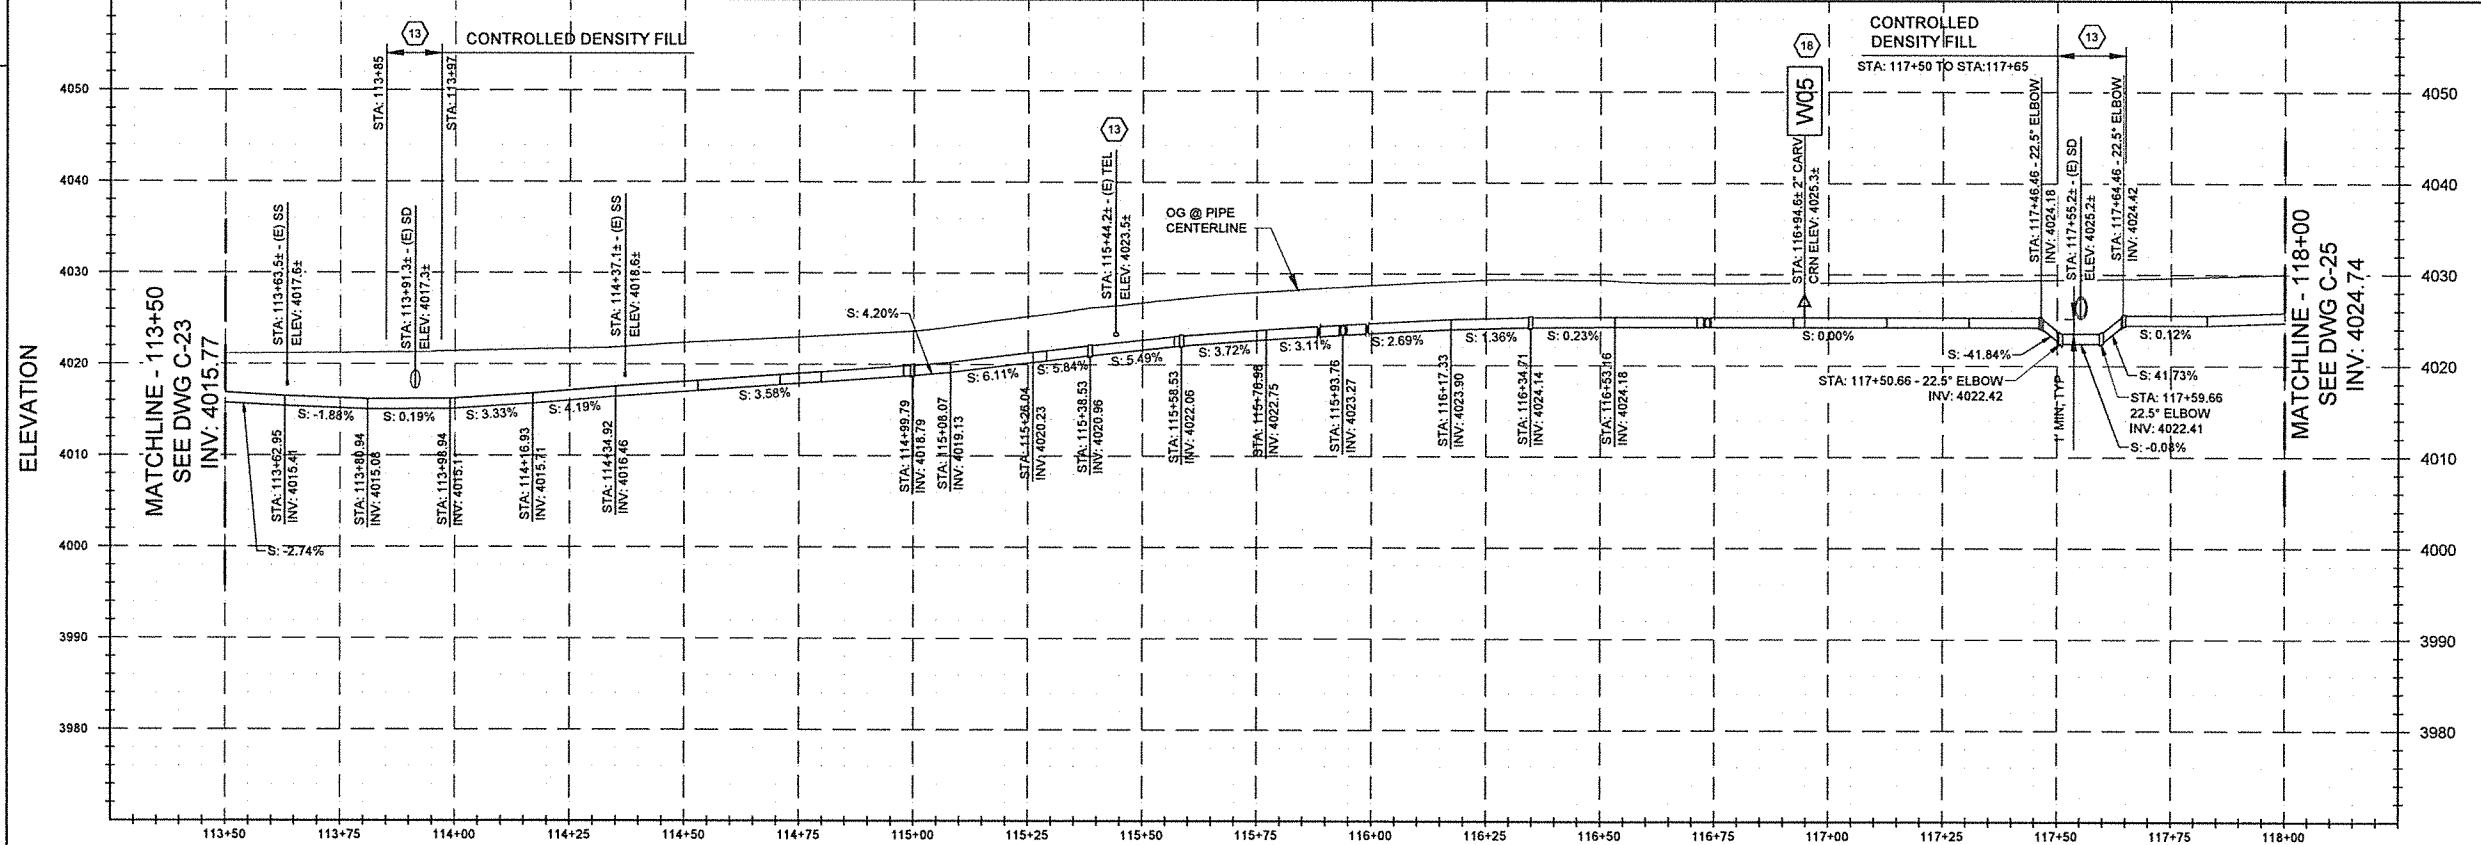 ELEVATION
4050
4040
4030
4020
4010
4000
3990
3980
MATCHLINE - 113+50
SEE DWG C-23
INV: 4015.77
13
CONTROLLED DENSITY FILL
STA: 113+85
STA: 113+97
STA: 113+63.5± - (E) SS
ELEV: 4017.6±
STA: 113+91.3± - (E) SD
ELEV: 4017.3±
STA: 114+37.1± - (E) SS
ELEV: 4018.6±
13
STA: 115+44.2± - (E) TEL
ELEV: 4023.5±
OG @ PIPE
CENTERLINE
18
W05
STA: 116+94.6± 2" CARV
CRN ELEV: 4025.3±
CONTROLLED
DENSITY FILL
13
STA: 117+50 TO STA:117+65
STA: 117+46.46 - 22.5° ELBOW
INV: 4024.18
STA: 117+55.2± - (E) SD
ELEV: 4025.2±
STA: 117+64.46 - 22.5° ELBOW
INV: 4024.42
S: -2.74%
S: -1.88%
S: 0.19%
S: 3.33%
S: 4.19%
S: 3.58%
S: 4.20%
S: 6.11%
S: 5.84%
S: 5.49%
S: 3.72%
S: 3.11%
S: 2.69%
S: 1.36%
S: 0.23%
S: 0.00%
S: -41.84%
S: 41.73%
S: 0.12%
S: -0.08%
STA: 113+62.95
INV: 4015.41
STA: 113+80.94
INV: 4015.08
STA: 113+98.94
INV: 4015.11
STA: 114+16.93
INV: 4015.71
STA: 114+34.92
INV: 4016.46
STA: 114+99.79
INV: 4018.79
STA: 115+08.07
INV: 4019.13
STA: 115+26.04
INV: 4020.23
STA: 115+38.53
INV: 4020.96
STA: 115+58.53
INV: 4022.06
STA: 115+76.98
INV: 4022.75
STA: 115+93.76
INV: 4023.27
STA: 116+17.33
INV: 4023.90
STA: 116+34.71
INV: 4024.14
STA: 116+53.16
INV: 4024.18
STA: 117+50.66 - 22.5° ELBOW
INV: 4022.42
1' MIN, TYP
STA: 117+59.66
22.5° ELBOW
INV: 4022.41
MATCHLINE - 118+00
SEE DWG C-25
INV: 4024.74
4050
4040
4030
4020
4010
4000
3990
3980
113+50 113+75 114+00 114+25 114+50 114+75 115+00 115+25 115+50 115+75 116+00 116+25 116+50 116+75 117+00 117+25 117+50 117+75 118+00